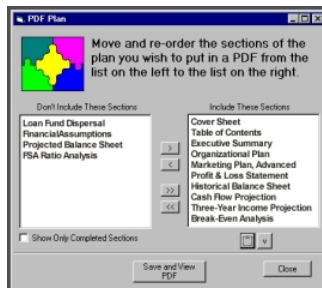 PDF Plan
Move and re-order the sections of the
plan you wish to put in a PDF from the
list on the left to the list on the right.
Don't Include These Sections
Loan Fund Dispersal
FinancialAssumptions
Projected Balance Sheet
FSA Ratio Analysis
Show Only Completed Sections
>
<
>>
<<
Include These Sections
Cover Sheet
Table of Contents
Executive Summary
Organizational Plan
Marketing Plan, Advanced
Profit & Loss Statement
Historical Balance Sheet
Cash Flow Projection
Three-Year Income Projection
Break-Even Analysis
v
Save and View
PDF
Close